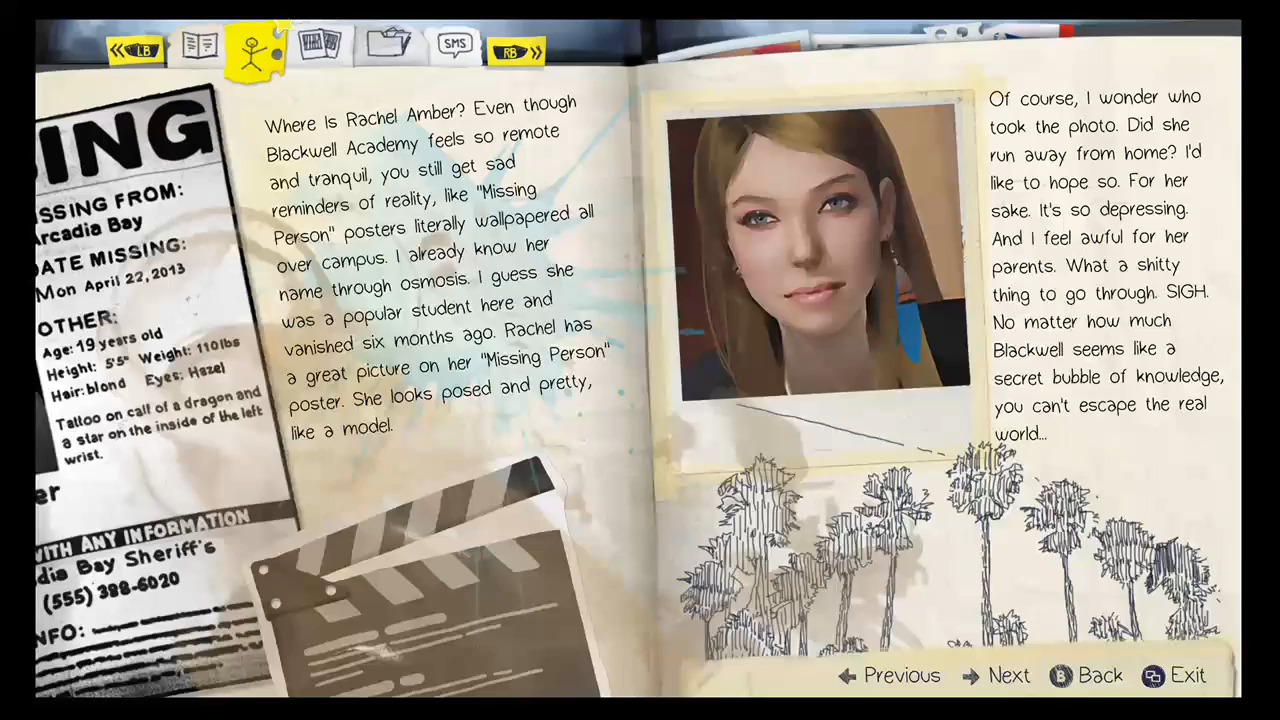 LB
SMS
RB
ING
SSING FROM:
Arcadia Bay
DATE MISSING:
Mon April 22, 2013
OTHER:
Age: 19 years old
Height: 5'5" Weight: 110lbs
Hair: blond Eyes: Hazel
Tattoo on calf of a dragon and
a star on the inside of the left
wrist.
er
WITH ANY INFORMATION
dia Bay Sheriff's
(555) 388-6020
NFO:
Where Is Rachel Amber? Even though
Blackwell Academy feels so remote
and tranquil, you still get sad
reminders of reality, like "Missing
Person" posters literally wallpapered all
over campus. I already know her
name through osmosis. I guess she
was a popular student here and
vanished six months ago. Rachel has
a great picture on her "Missing Person"
poster. She looks posed and pretty,
like a model.
Of course, I wonder who
took the photo. Did she
run away from home? I'd
like to hope so. For her
sake. It's so depressing.
And I feel awful for her
parents. What a shitty
thing to go through. SIGH.
No matter how much
Blackwell seems like a
secret bubble of knowledge,
you can't escape the real
world...
Previous Next B Back Exit